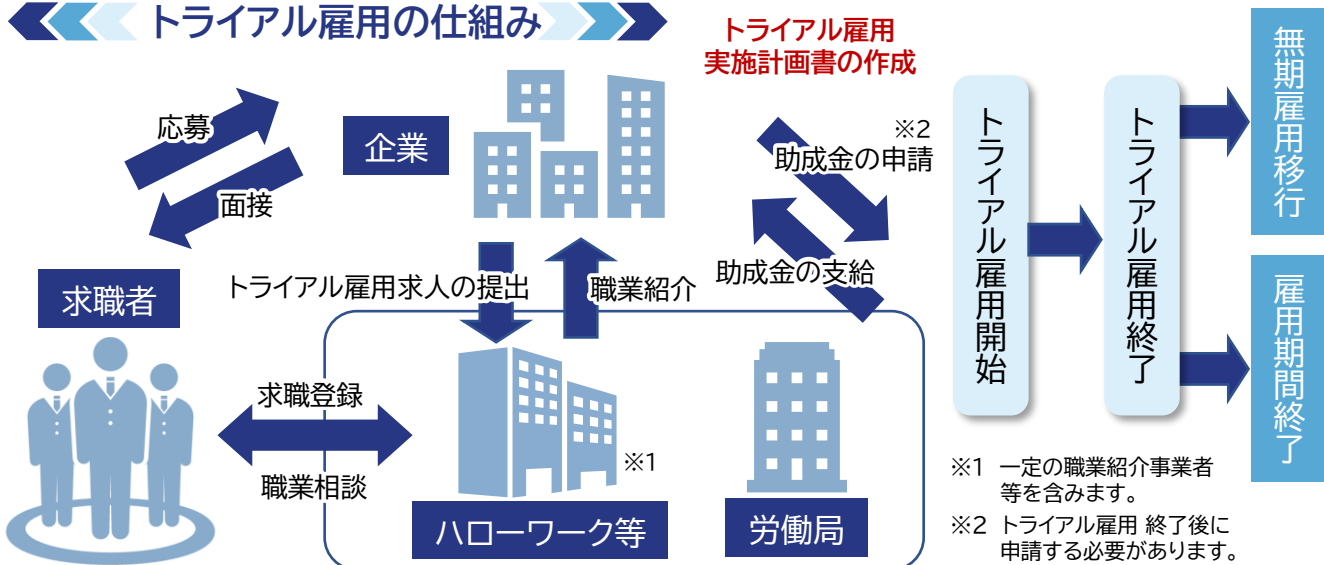 トライアル雇用の仕組み
トライアル雇用
実施計画書の作成
応募
面接
企業
※2
助成金の申請
助成金の支給
トライアル雇用求人の提出
職業紹介
求職者
求職登録
職業相談
※1
ハローワーク等
労働局
トライアル雇用開始
トライアル雇用終了
無期雇用移行
雇用期間終了
※1 一定の職業紹介事業者
等を含みます。
※2 トライアル雇用 終了後に
申請する必要があります。